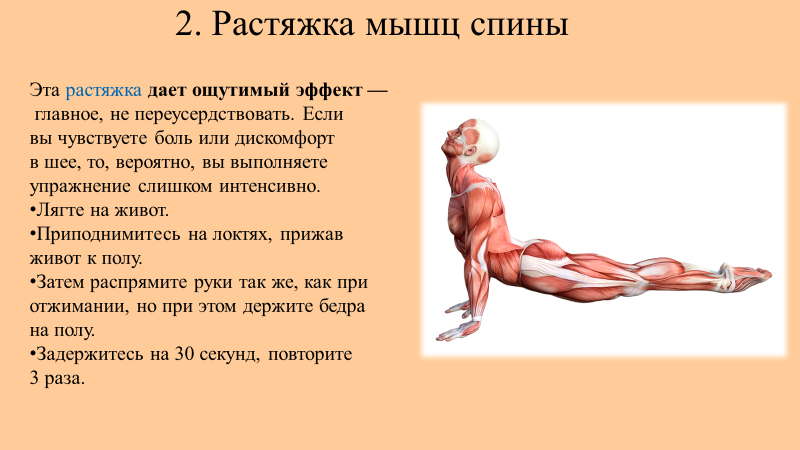 2. Растяжка мышц спины
Эта растяжка дает ощутимый эффект —
главное, не переусердствовать. Если
вы чувствуете боль или дискомфорт
в шее, то, вероятно, вы выполняете
упражнение слишком интенсивно.
•Лягте на живот.
•Приподнимитесь на локтях, прижав
живот к полу.
•Затем распрямите руки так же, как при
отжимании, но при этом держите бедра
на полу.
•Задержитесь на 30 секунд, повторите
3 раза.